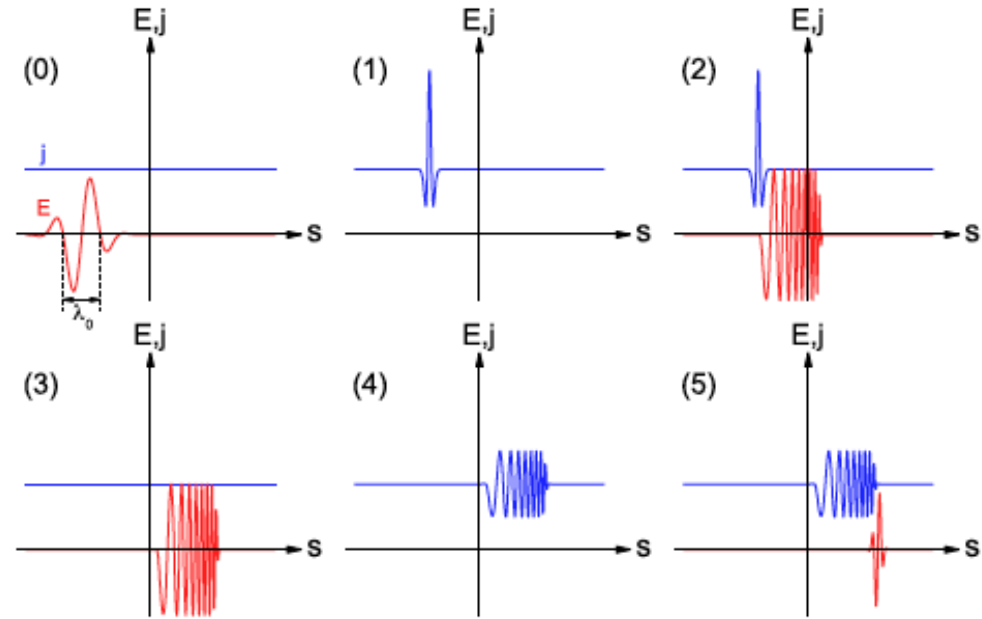 E,j E,j E,j
(0) (1) (2)
j
E
s s s
λ₀
E,j E,j E,j
(3) (4) (5)
s s s